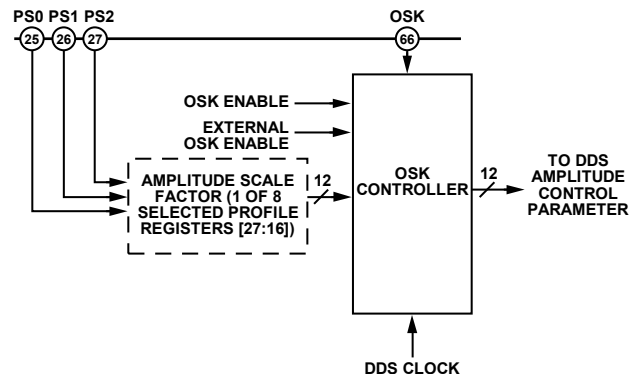 PS0 PS1 PS2 OSK
25 26 27 66
OSK ENABLE
EXTERNAL
OSK ENABLE
AMPLITUDE SCALE
FACTOR (1 OF 8
SELECTED PROFILE
REGISTERS [27:16])
12
OSK
CONTROLLER
12
TO DDS
AMPLITUDE
CONTROL
PARAMETER
DDS CLOCK